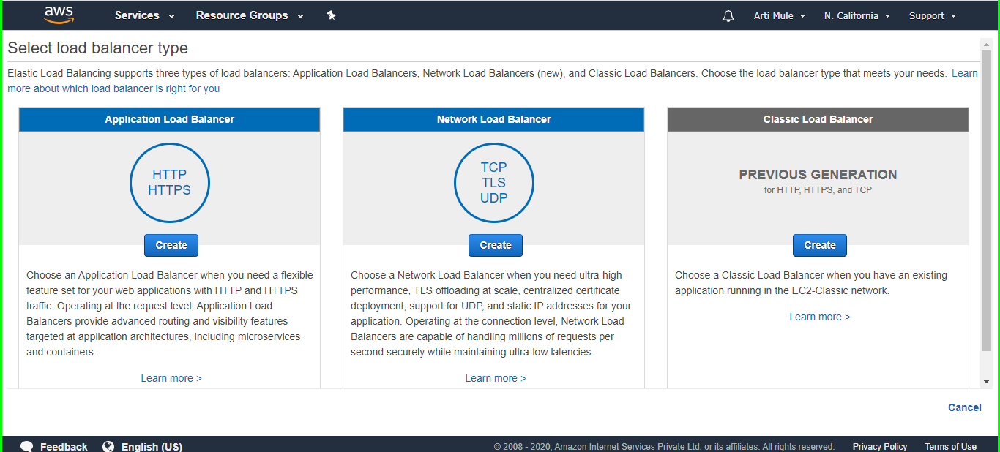 aws Services Resource Groups Arti Mule N. California Support
Select load balancer type
Elastic Load Balancing supports three types of load balancers: Application Load Balancers, Network Load Balancers (new), and Classic Load Balancers. Choose the load balancer type that meets your needs. Learn
more about which load balancer is right for you
Application Load Balancer
HTTP
HTTPS
Create
Choose an Application Load Balancer when you need a flexible
feature set for your web applications with HTTP and HTTPS
traffic. Operating at the request level, Application Load
Balancers provide advanced routing and visibility features
targeted at application architectures, including microservices
and containers.
Learn more >
Network Load Balancer
TCP
TLS
UDP
Create
Choose a Network Load Balancer when you need ultra-high
performance, TLS offloading at scale, centralized certificate
deployment, support for UDP, and static IP addresses for your
application. Operating at the connection level, Network Load
Balancers are capable of handling millions of requests per
second securely while maintaining ultra-low latencies.
Learn more >
Classic Load Balancer
PREVIOUS GENERATION
for HTTP, HTTPS, and TCP
Create
Choose a Classic Load Balancer when you have an existing
application running in the EC2-Classic network.
Learn more >
Cancel
Feedback English (US) © 2008 - 2020, Amazon Internet Services Private Ltd. or its affiliates. All rights reserved. Privacy Policy Terms of Use